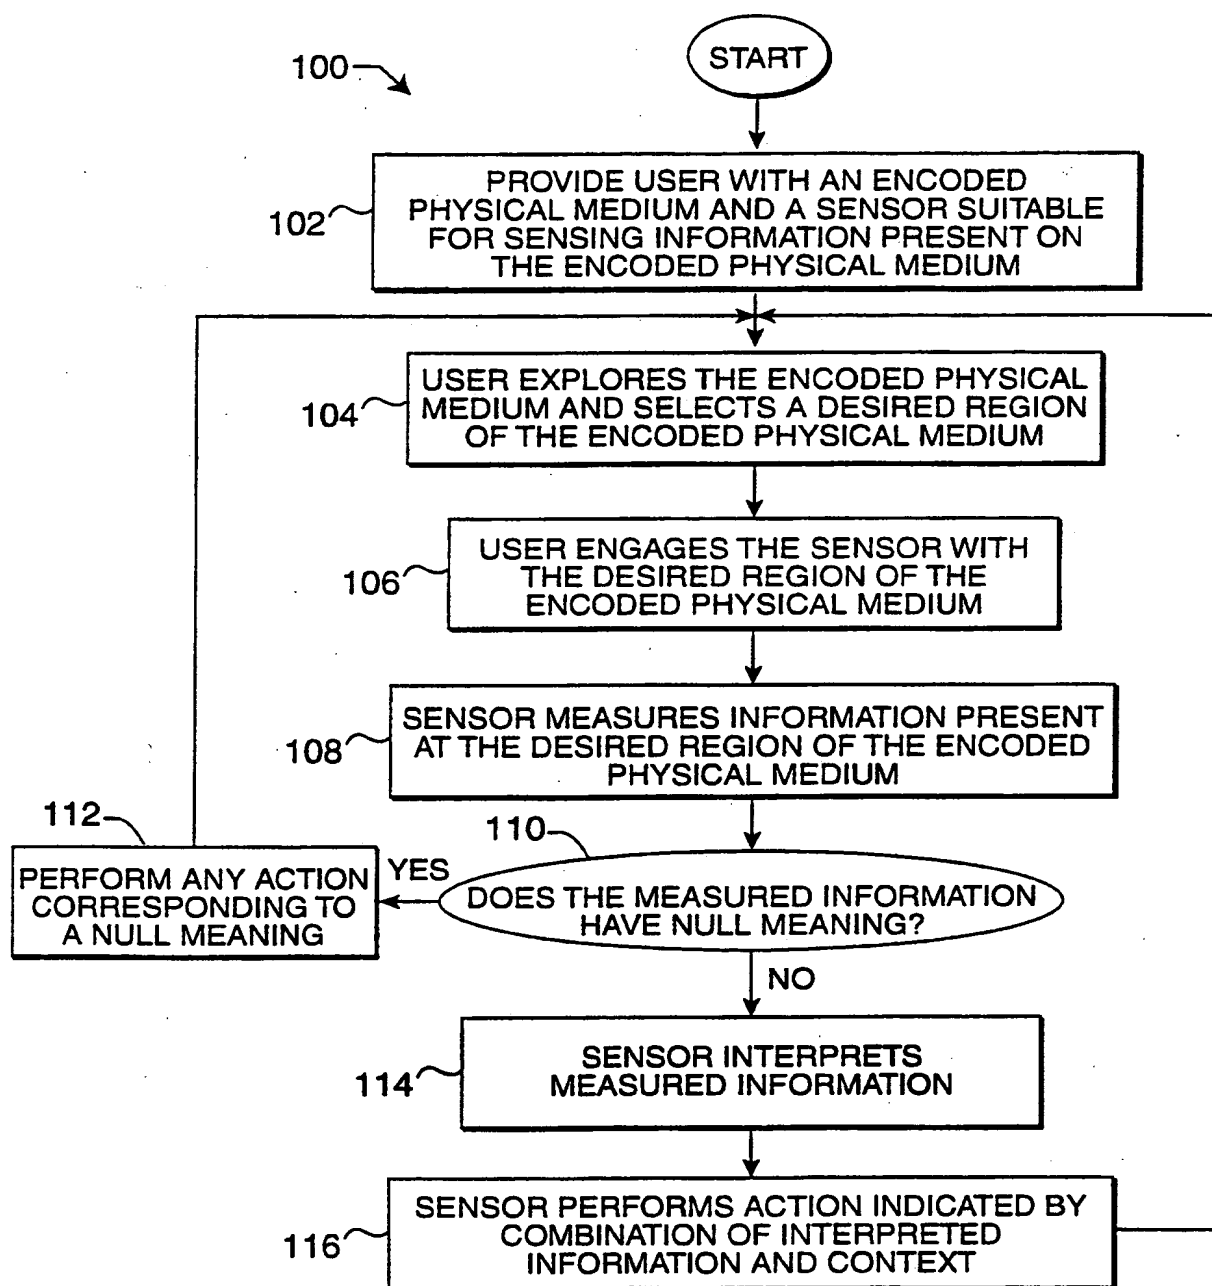 START
100
PROVIDE USER WITH AN ENCODED
PHYSICAL MEDIUM AND A SENSOR SUITABLE
FOR SENSING INFORMATION PRESENT ON
THE ENCODED PHYSICAL MEDIUM
102
USER EXPLORES THE ENCODED PHYSICAL
MEDIUM AND SELECTS A DESIRED REGION
OF THE ENCODED PHYSICAL MEDIUM
104
USER ENGAGES THE SENSOR WITH
THE DESIRED REGION OF THE
ENCODED PHYSICAL MEDIUM
106
SENSOR MEASURES INFORMATION PRESENT
AT THE DESIRED REGION OF THE ENCODED
PHYSICAL MEDIUM
108
110
DOES THE MEASURED INFORMATION
HAVE NULL MEANING?
YES
112
PERFORM ANY ACTION
CORRESPONDING TO
A NULL MEANING
NO
SENSOR INTERPRETS
MEASURED INFORMATION
114
SENSOR PERFORMS ACTION INDICATED BY
COMBINATION OF INTERPRETED
INFORMATION AND CONTEXT
116